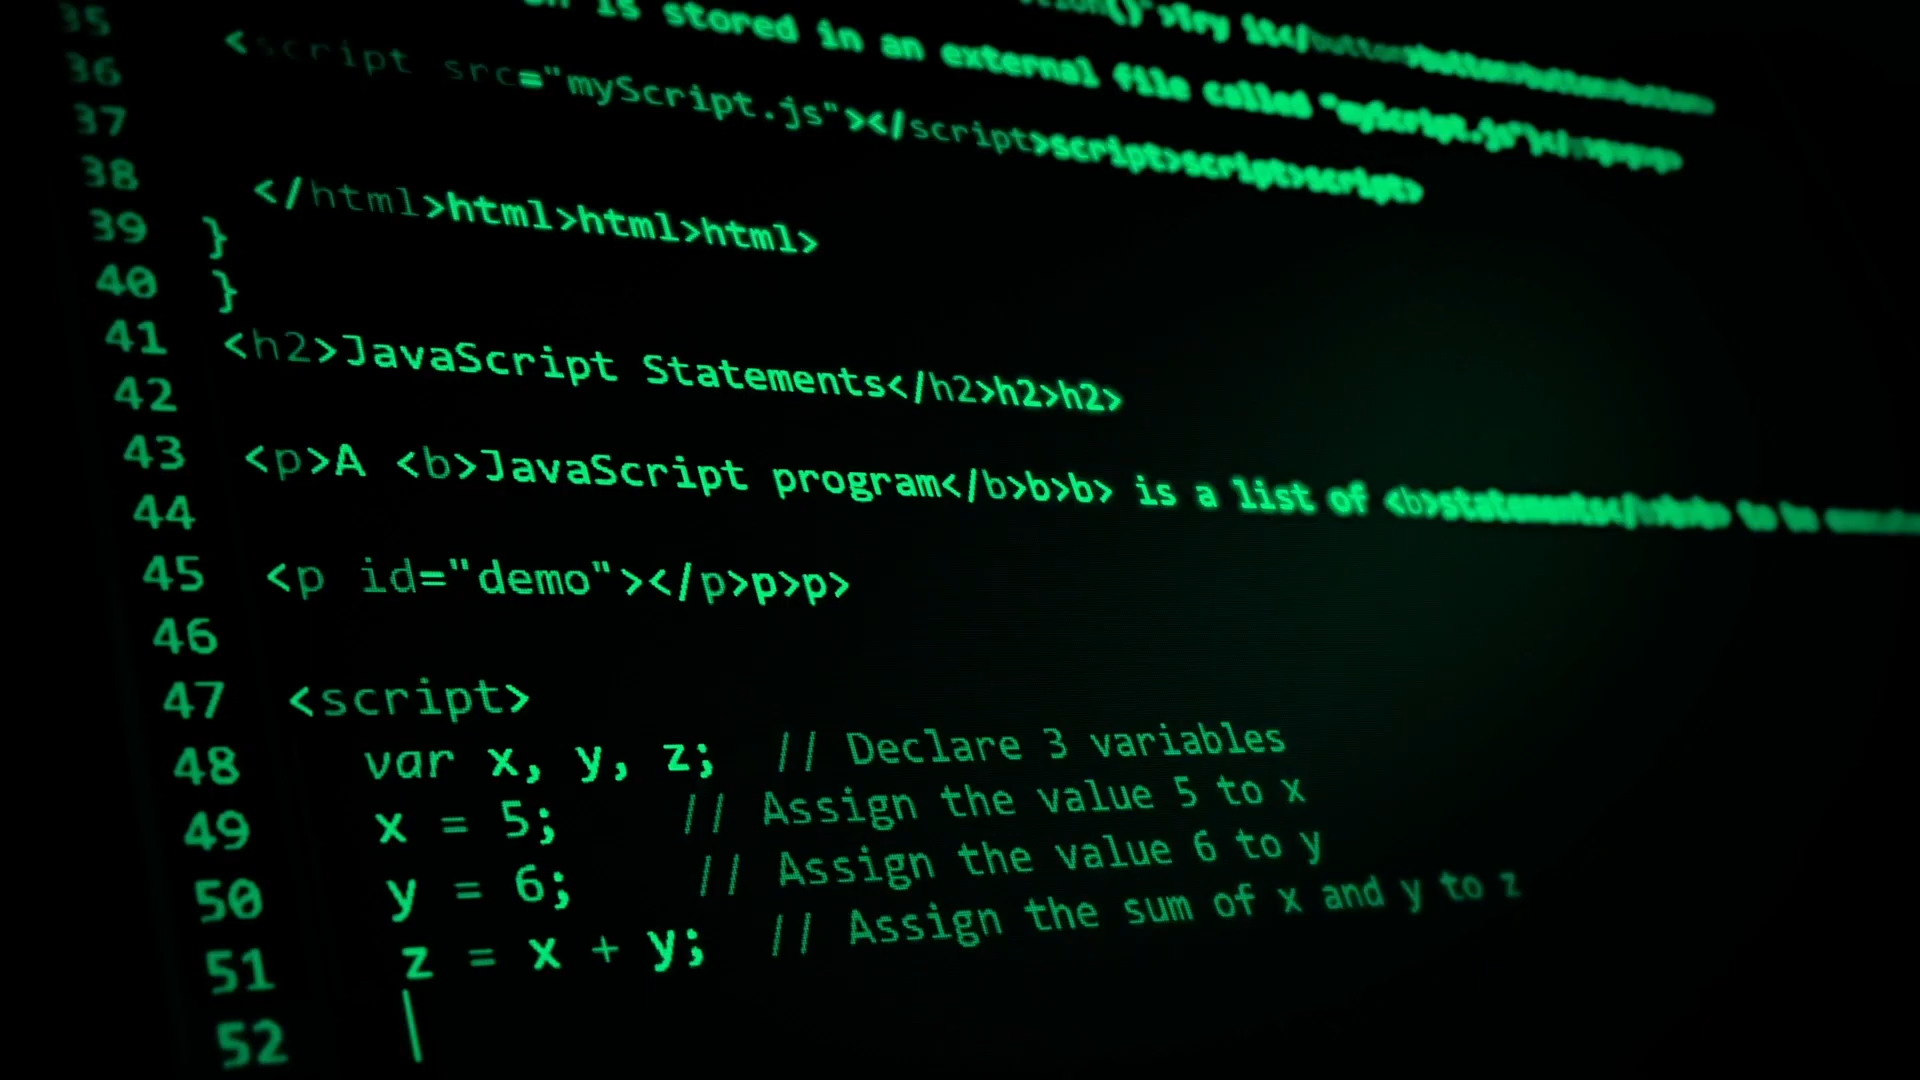 35
is stored in an external file called "myScript.js")</
36 <script src="myScript.js"></script>script>script>script>
37
38 </html>html>html>html>
39 }
40 }
41 <h2>JavaScript Statements</h2>h2>h2>
42
43 <p>A <b>JavaScript program</b>b>b> is a list of <b>statements</
44
45 <p id="demo"></p>p>p>
46
47 <script>
48 var x, y, z; // Declare 3 variables
49 x = 5; // Assign the value 5 to x
50 y = 6; // Assign the value 6 to y
51 z = x + y; // Assign the sum of x and y to z
52